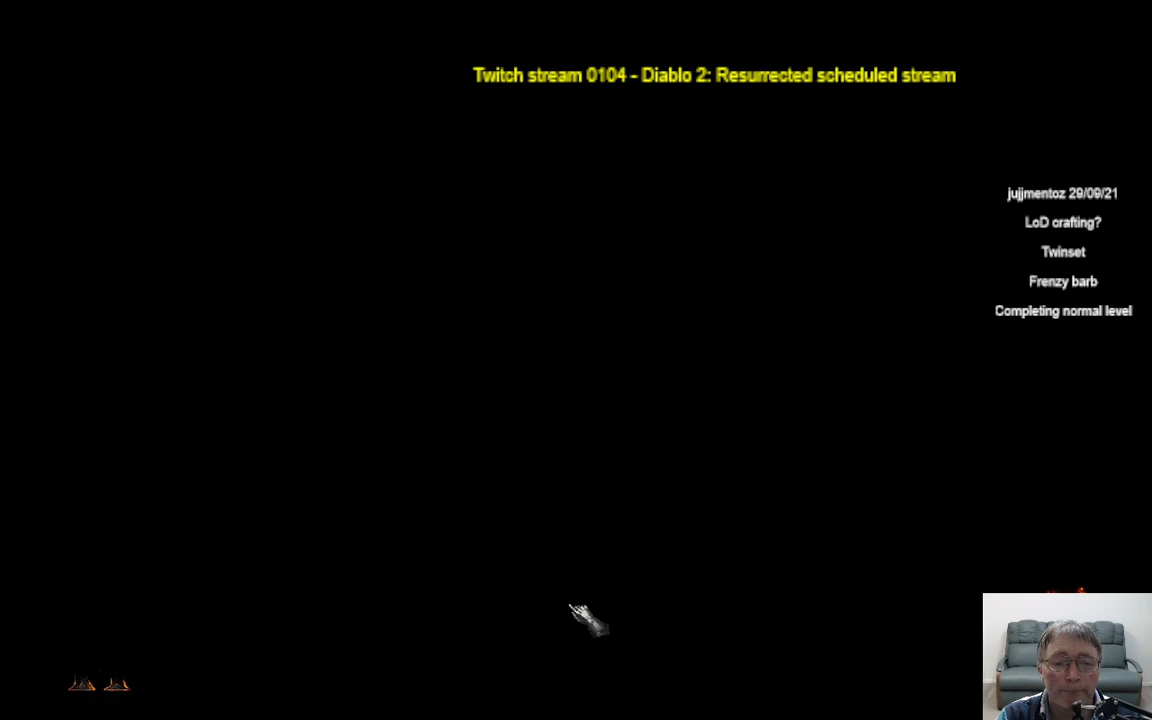 Twitch stream 0104 - Diablo 2: Resurrected scheduled stream
jujjmentoz 29/09/21
LoD crafting?
Twinset
Frenzy barb
Completing normal level